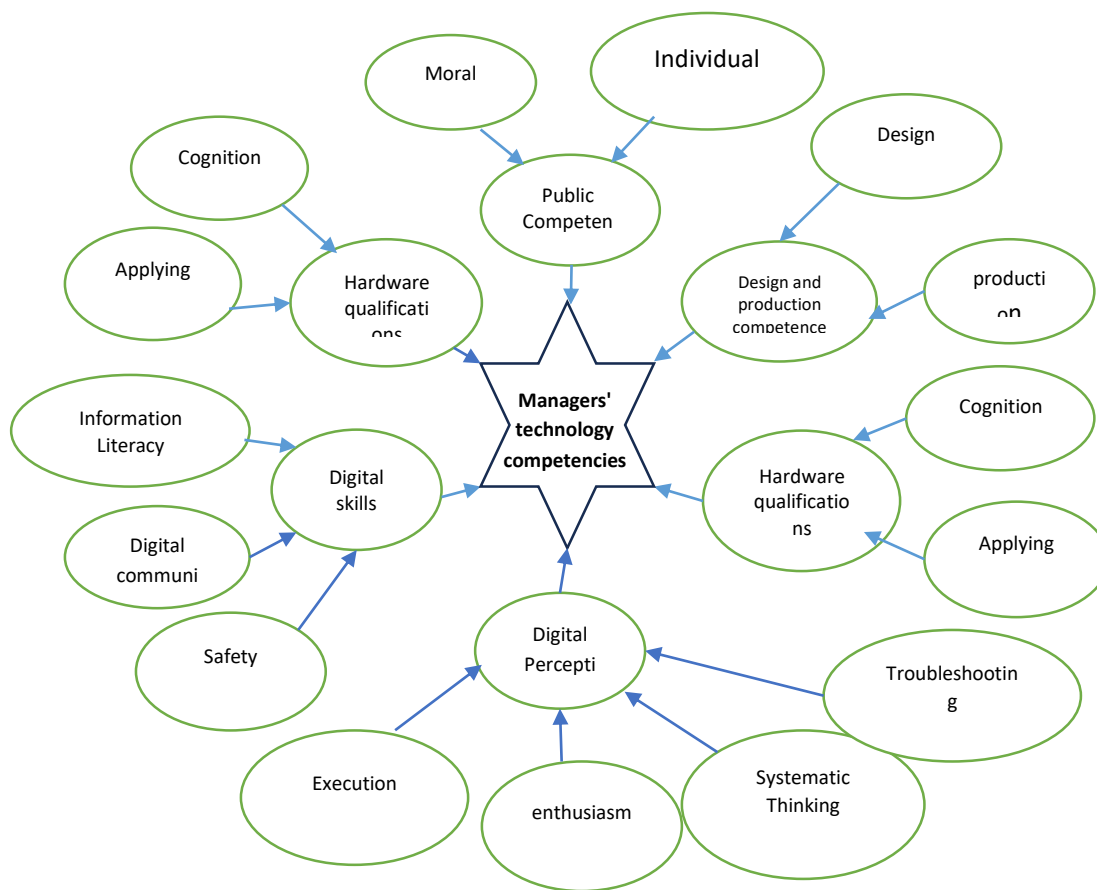 Moral
Individual
Design
Cognition
Public
Competen
Applying
Hardware
qualificati
ons
Design and
production
competence
producti
on
Managers'
technology
competencies
Cognition
Information
Literacy
Digital
skills
Hardware
qualificatio
ns
Digital
communi
Applying
Safety
Digital
Percepti
Troubleshootin
g
Execution
enthusiasm
Systematic
Thinking